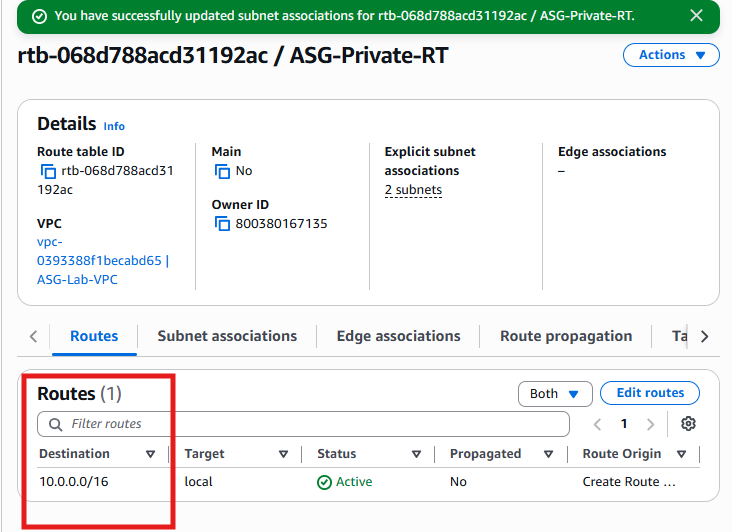 You have successfully updated subnet associations for rtb-068d788acd31192ac / ASG-Private-RT.
rtb-068d788acd31192ac / ASG-Private-RT
Actions
Details Info
Route table ID
rtb-068d788acd31
192ac
Main
No
Explicit subnet
associations
2 subnets
Edge associations
–
VPC
vpc-
0393388f1becabd65 |
ASG-Lab-VPC
Owner ID
800380167135
Routes
Subnet associations
Edge associations
Route propagation
Ta
Routes (1)
Both
Edit routes
Filter routes
1
Destination Target Status Propagated Route Origin
10.0.0.0/16 local Active No Create Route ...